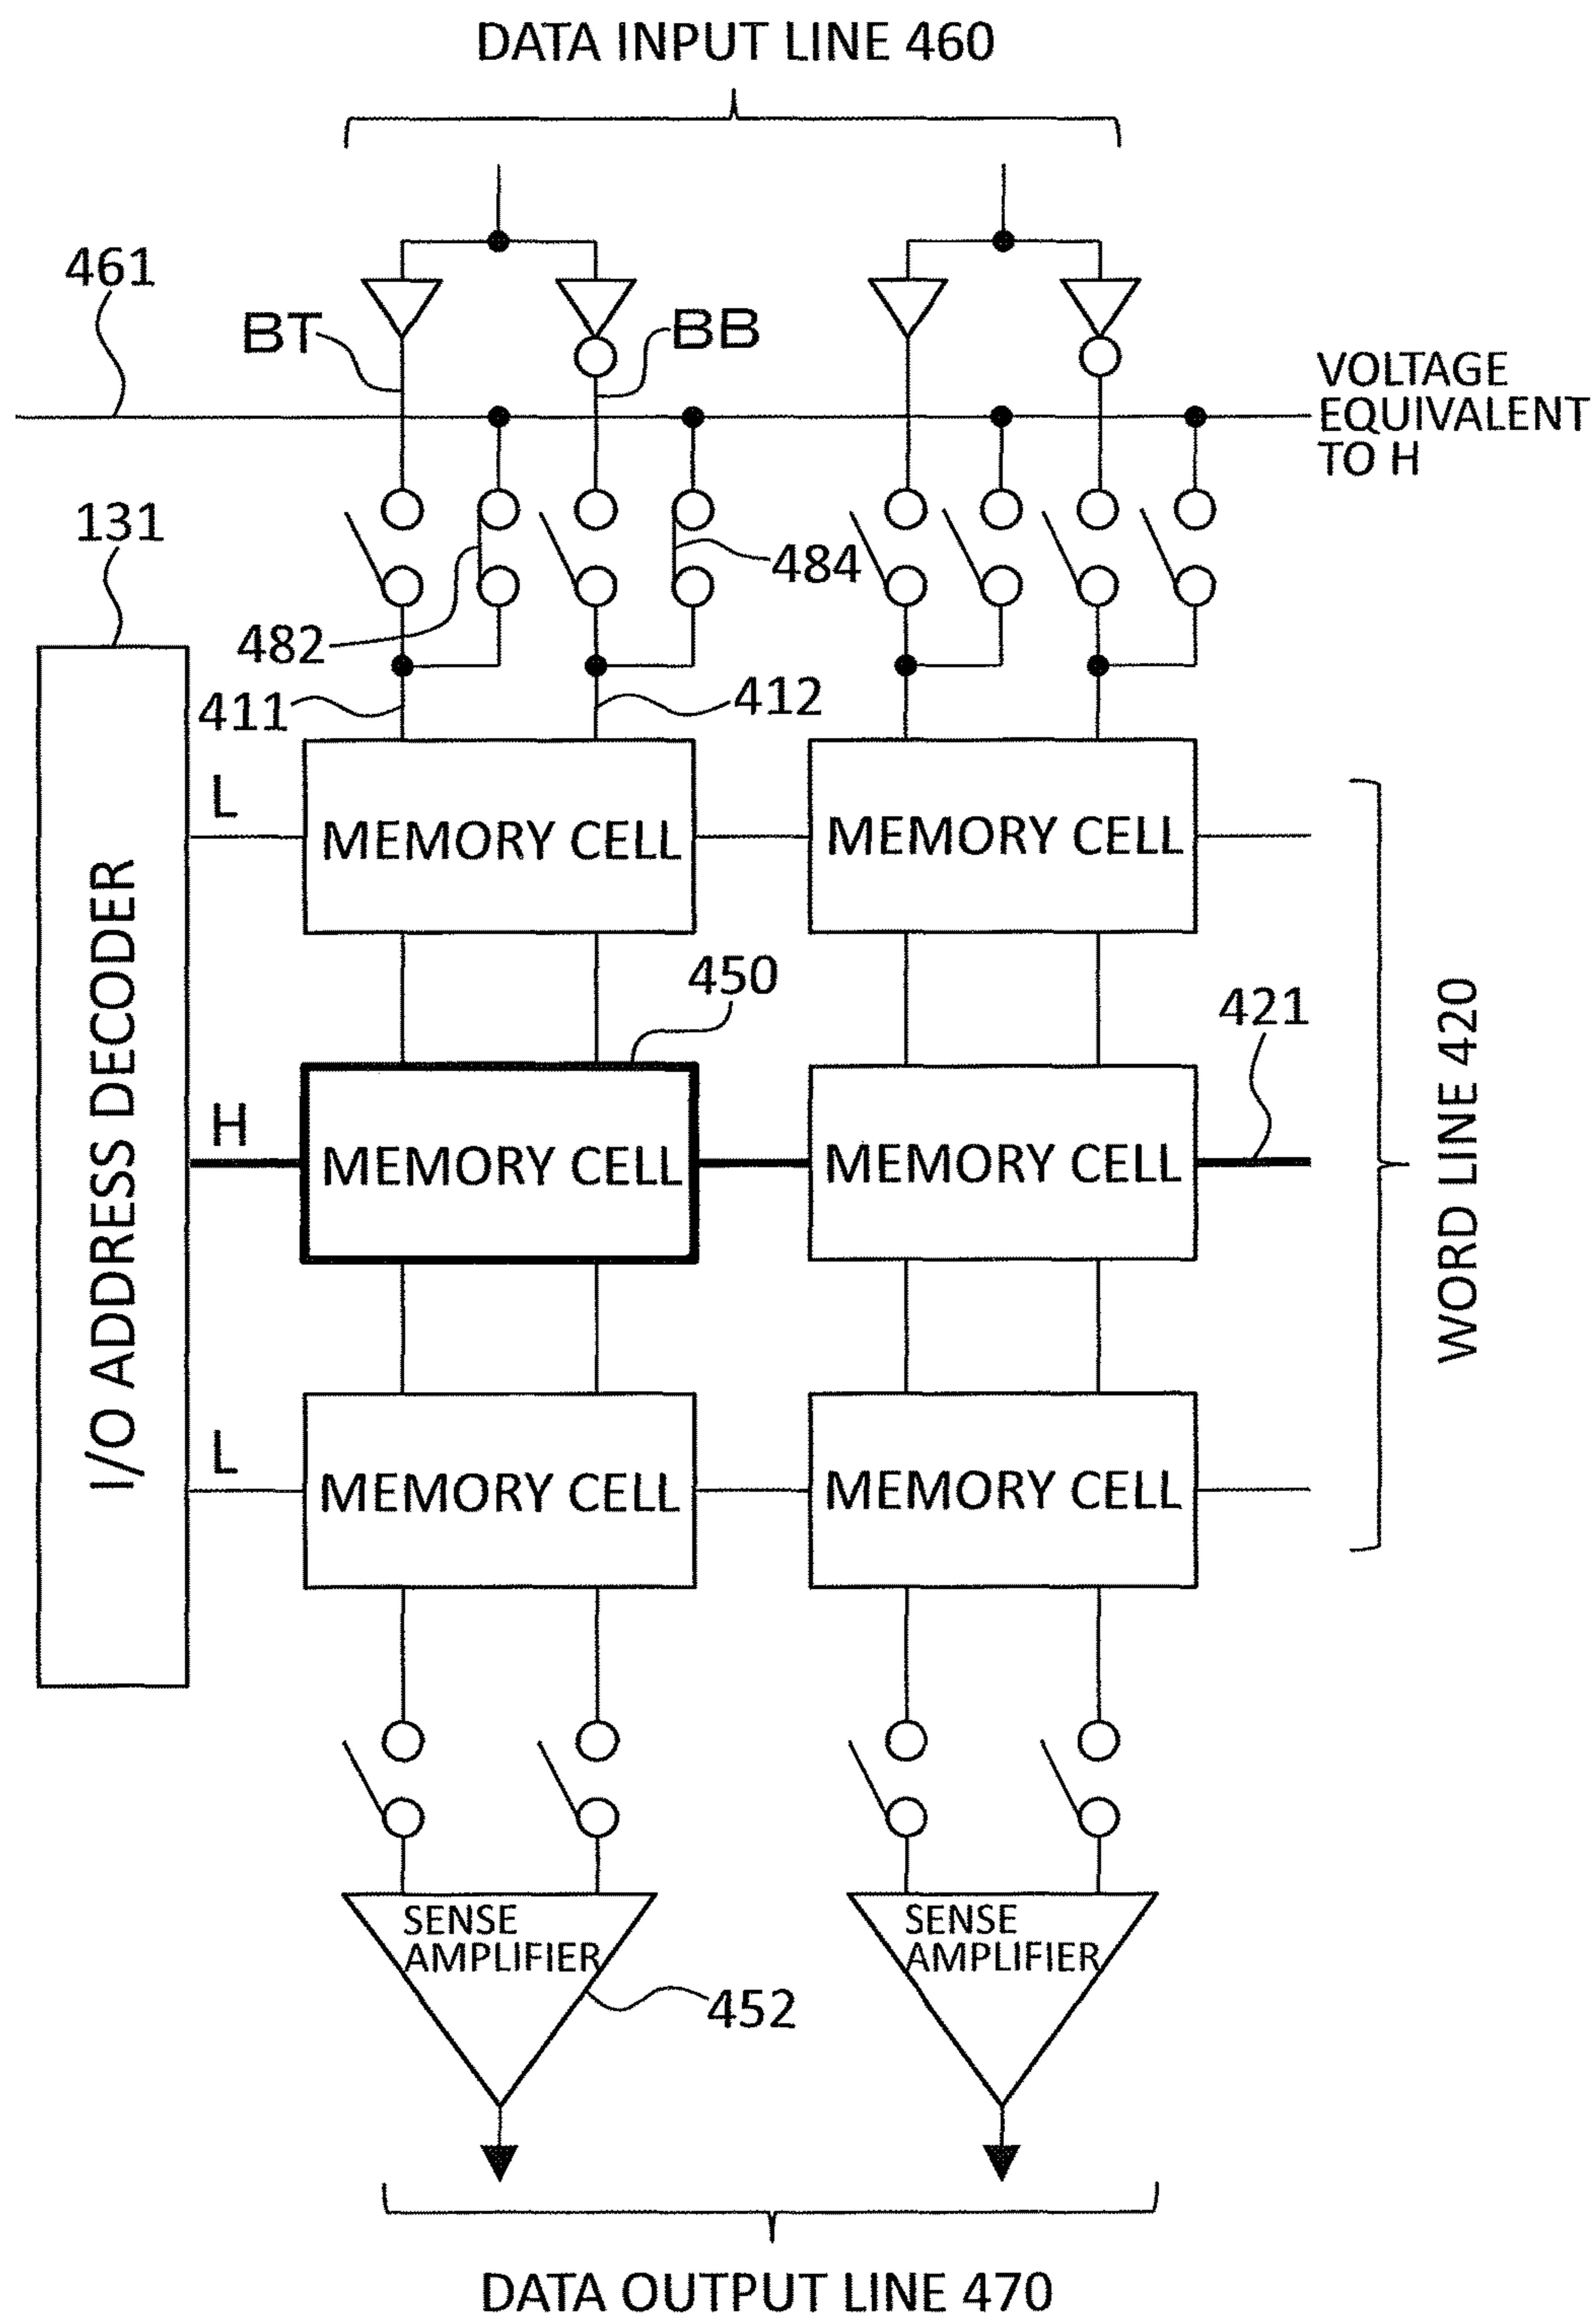 DATA INPUT LINE 460
461
BT
BB
VOLTAGE
EQUIVALENT
TO H
131
484
482
411
412
L
MEMORY CELL
MEMORY CELL
450
421
H
MEMORY CELL
MEMORY CELL
I/O ADDRESS DECODER
WORD LINE 420
L
MEMORY CELL
MEMORY CELL
SENSE
AMPLIFIER
SENSE
AMPLIFIER
452
DATA OUTPUT LINE 470